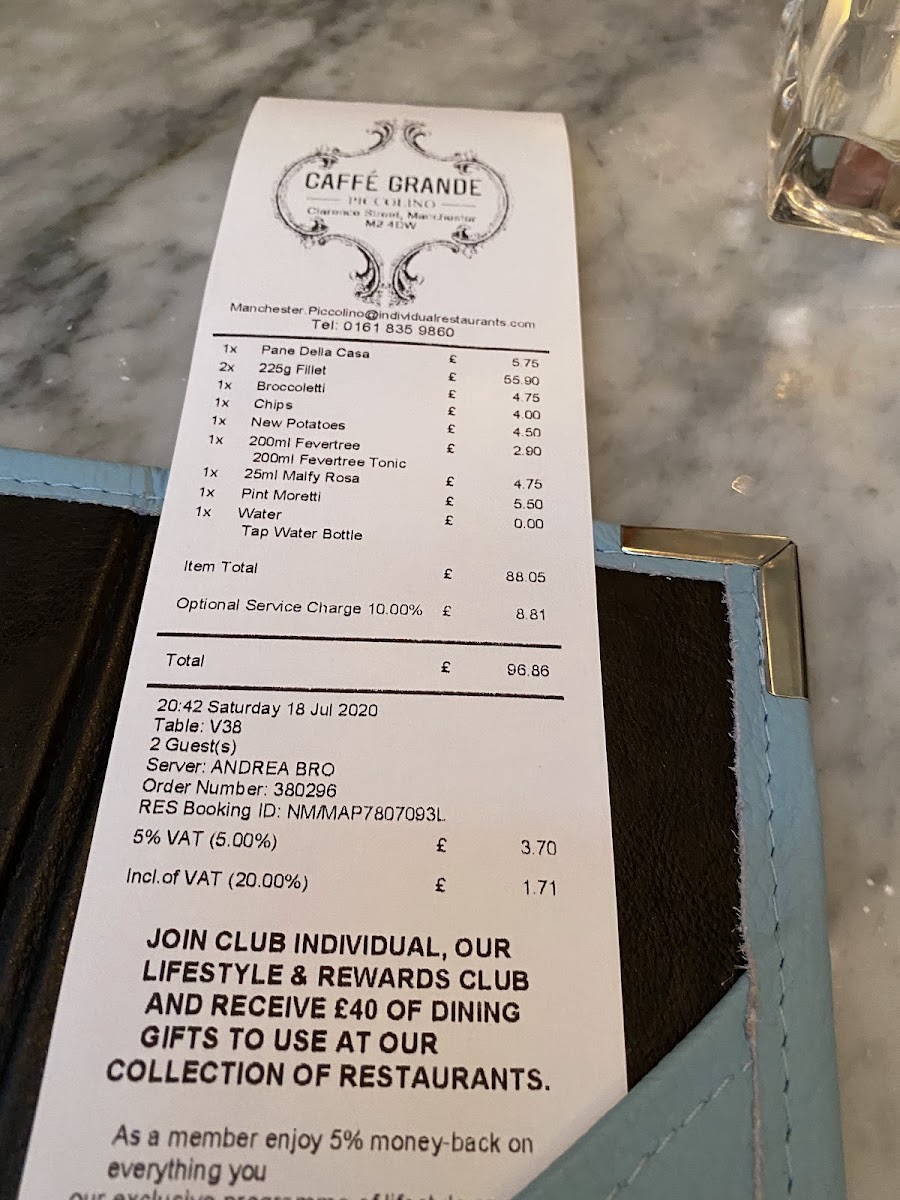 CAFFÉ GRANDE
PICCOLINO
Clarence Street, Manchester
M2 4DW
Manchester.Piccolino@individualrestaurants.com
Tel: 0161 835 9860
1x Pane Della Casa £ 5.75
2x 225g Fillet £ 55.90
1x Broccoletti £ 4.75
1x Chips £ 4.00
1x New Potatoes £ 4.50
1x 200ml Fevertree £ 2.90
200ml Fevertree Tonic
1x 25ml Malfy Rosa £ 4.75
1x Pint Moretti £ 5.50
1x Water £ 0.00
Tap Water Bottle
Item Total £ 88.05
Optional Service Charge 10.00% £ 8.81
Total £ 96.86
20:42 Saturday 18 Jul 2020
Table: V38
2 Guest(s)
Server: ANDREA BRO
Order Number: 380296
RES Booking ID: NM/MAP7807093L
5% VAT (5.00%) £ 3.70
Incl.of VAT (20.00%) £ 1.71
JOIN CLUB INDIVIDUAL, OUR
LIFESTYLE & REWARDS CLUB
AND RECEIVE £40 OF DINING
GIFTS TO USE AT OUR
COLLECTION OF RESTAURANTS.
As a member enjoy 5% money-back on
everything you
our exclusive programme of